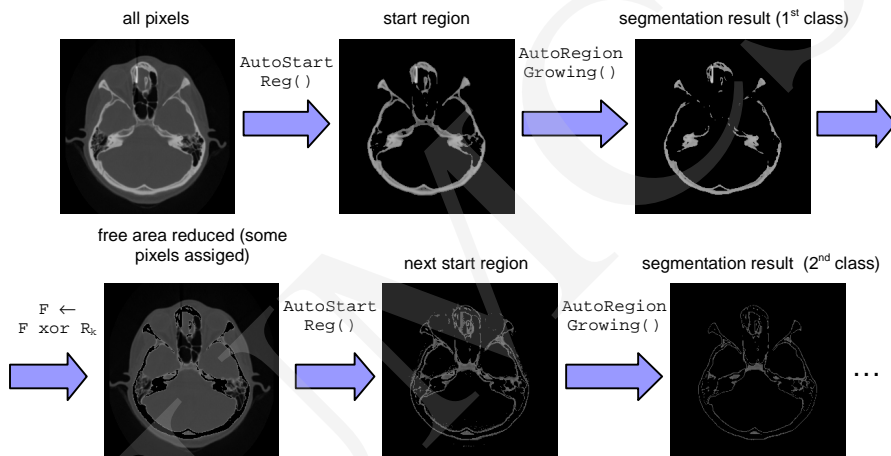 all pixels
start region
segmentation result (1st class)
AutoStart
Reg()
AutoRegion
Growing()
free area reduced (some
pixels assiged)
next start region
segmentation result (2nd class)
F ←
F xor Rk
AutoStart
Reg()
AutoRegion
Growing()
...